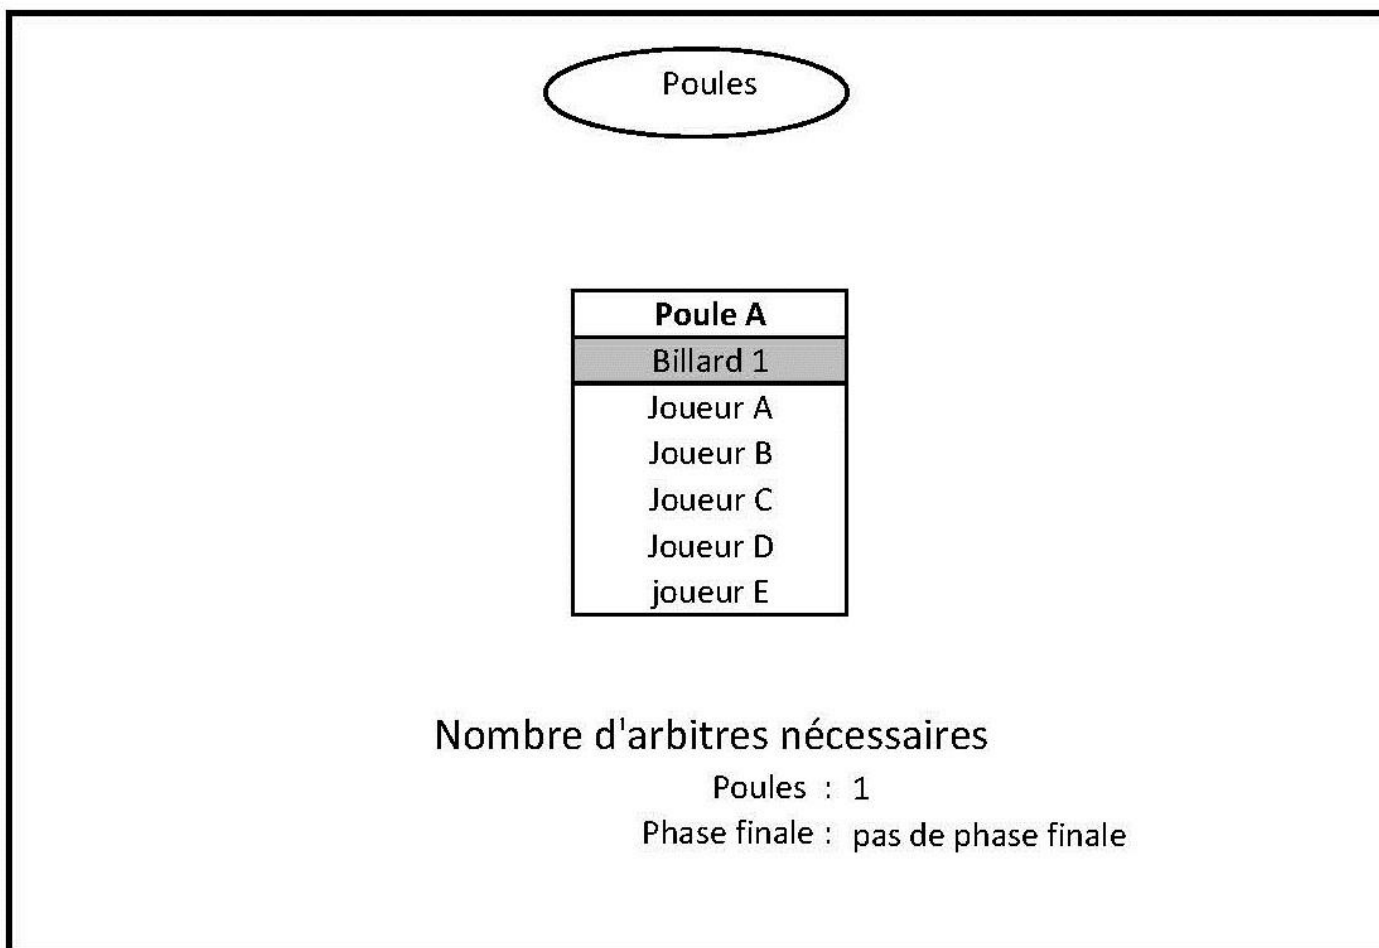 Poules
Poule A
Billard 1
Joueur A
Joueur B
Joueur C
Joueur D
joueur E
Nombre d'arbitres nécessaires
Poules : 1
Phase finale : pas de phase finale